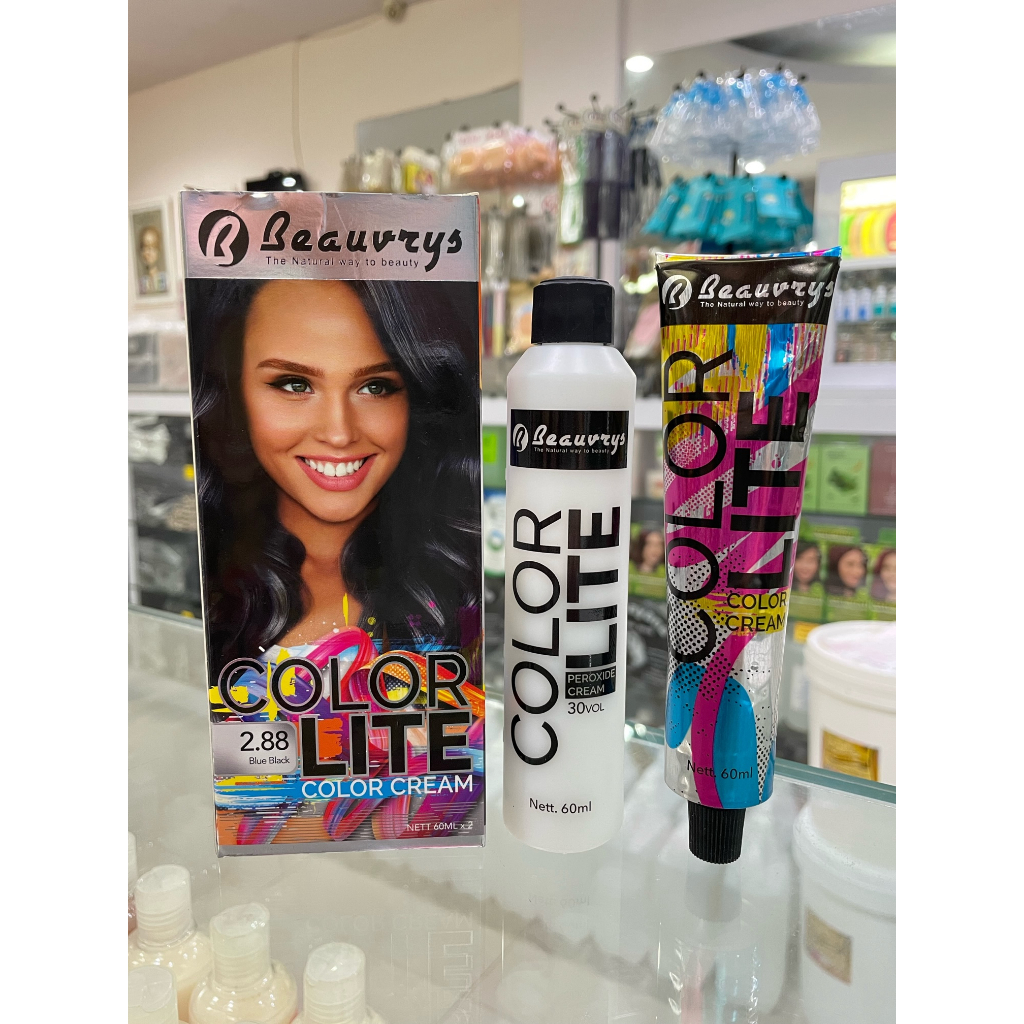 Beauvrys
The Natural way to beauty
COLOR
LITE
2.88
Blue Black
COLOR CREAM
NETT 60ML x 2
Beauvrys
The Natural way to beauty
COLOR
LITE
PEROXIDE
CREAM
30VOL
Nett. 60ml
Beauvrys
The Natural way to beauty
COLOR
LITE
COLOR
CREAM
Nett. 60ml